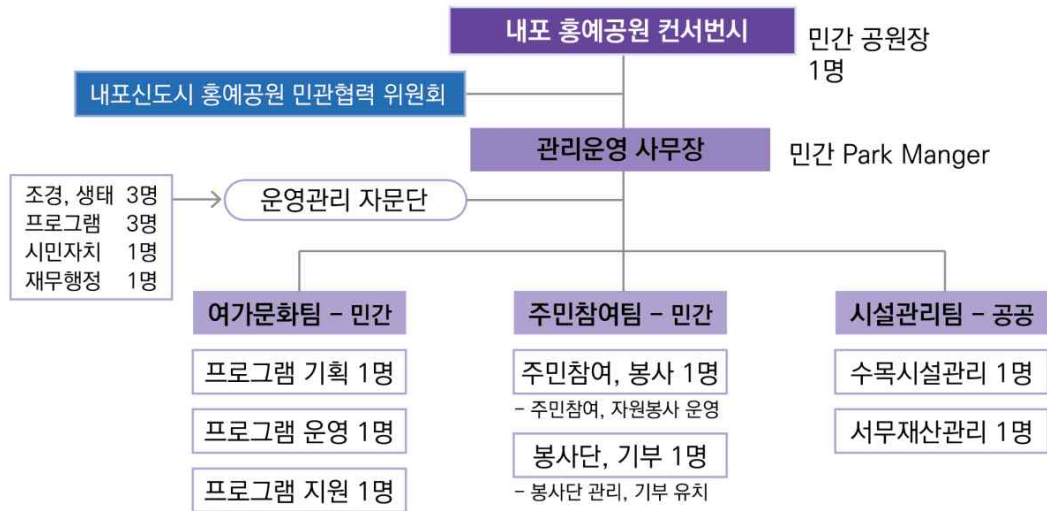 내포 홍예공원 컨서번시
민간 공원장
1명
내포신도시 홍예공원 민관협력 위원회
관리운영 사무장
민간 Park Manger
조경, 생태 3명
프로그램 3명
시민자치 1명
재무행정 1명
운영관리 자문단
여가문화팀 – 민간
주민참여팀 – 민간
시설관리팀 – 공공
프로그램 기획 1명
주민참여, 봉사 1명
수목시설관리 1명
– 주민참여, 자원봉사 운영
프로그램 운영 1명
봉사단, 기부 1명
서무재산관리 1명
– 봉사단 관리, 기부 유치
프로그램 지원 1명